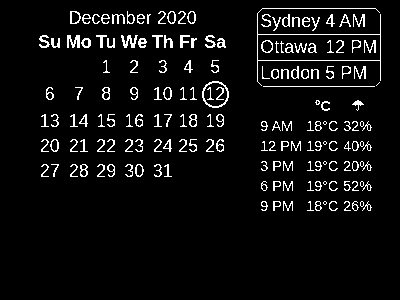 December 2020
Su Mo Tu We Th Fr Sa
1 2 3 4 5
6 7 8 9 10 11 12
13 14 15 16 17 18 19
20 21 22 23 24 25 26
27 28 29 30 31
Sydney 4 AM
Ottawa 12 PM
London 5 PM
°C ☂
9 AM 18°C 32%
12 PM 19°C 40%
3 PM 19°C 20%
6 PM 19°C 52%
9 PM 18°C 26%